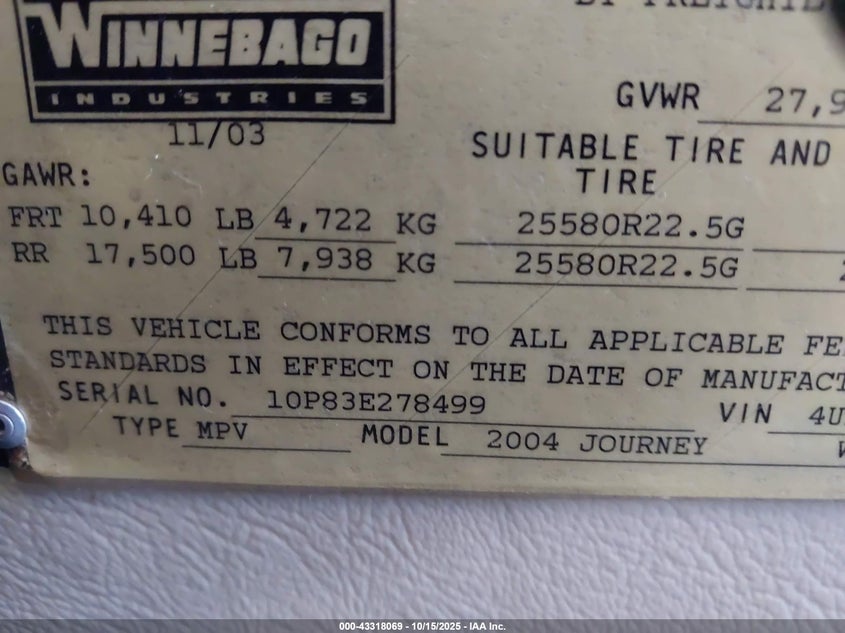 WINNEBAGO
INDUSTRIES
11/03
GVWR 27,9
SUITABLE TIRE AND
GAWR: TIRE
FRT 10,410 LB 4,722 KG 25580R22.5G
RR 17,500 LB 7,938 KG 25580R22.5G
THIS VEHICLE CONFORMS TO ALL APPLICABLE FE
STANDARDS IN EFFECT ON THE DATE OF MANUFACT
SERIAL NO. 10P83E278499 VIN 4U
TYPE MPV MODEL 2004 JOURNEY
000-43318069 - 10/15/2025 - IAA Inc.